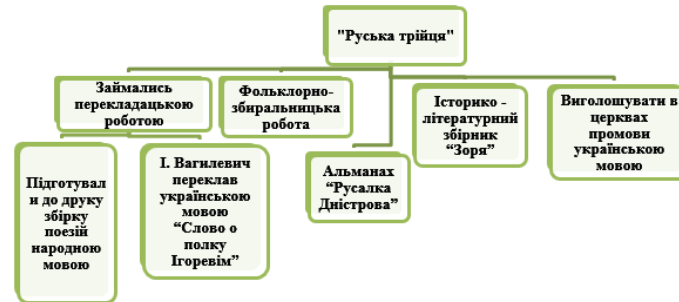 "Руська трійця"
Займались
перекладацькою
роботою
Фольклорно-
збиральницька
робота
Історико -
літературний
збірник
“Зоря”
Виголошувати в
церквах
промови
українською
мовою
Підготувал
и до друку
збірку
поезій
народною
мовою
І. Вагилевич
переклав
українською
мовою
“Слово о
полку
Ігоревім”
Альманах
“Русалка
Дністрова”